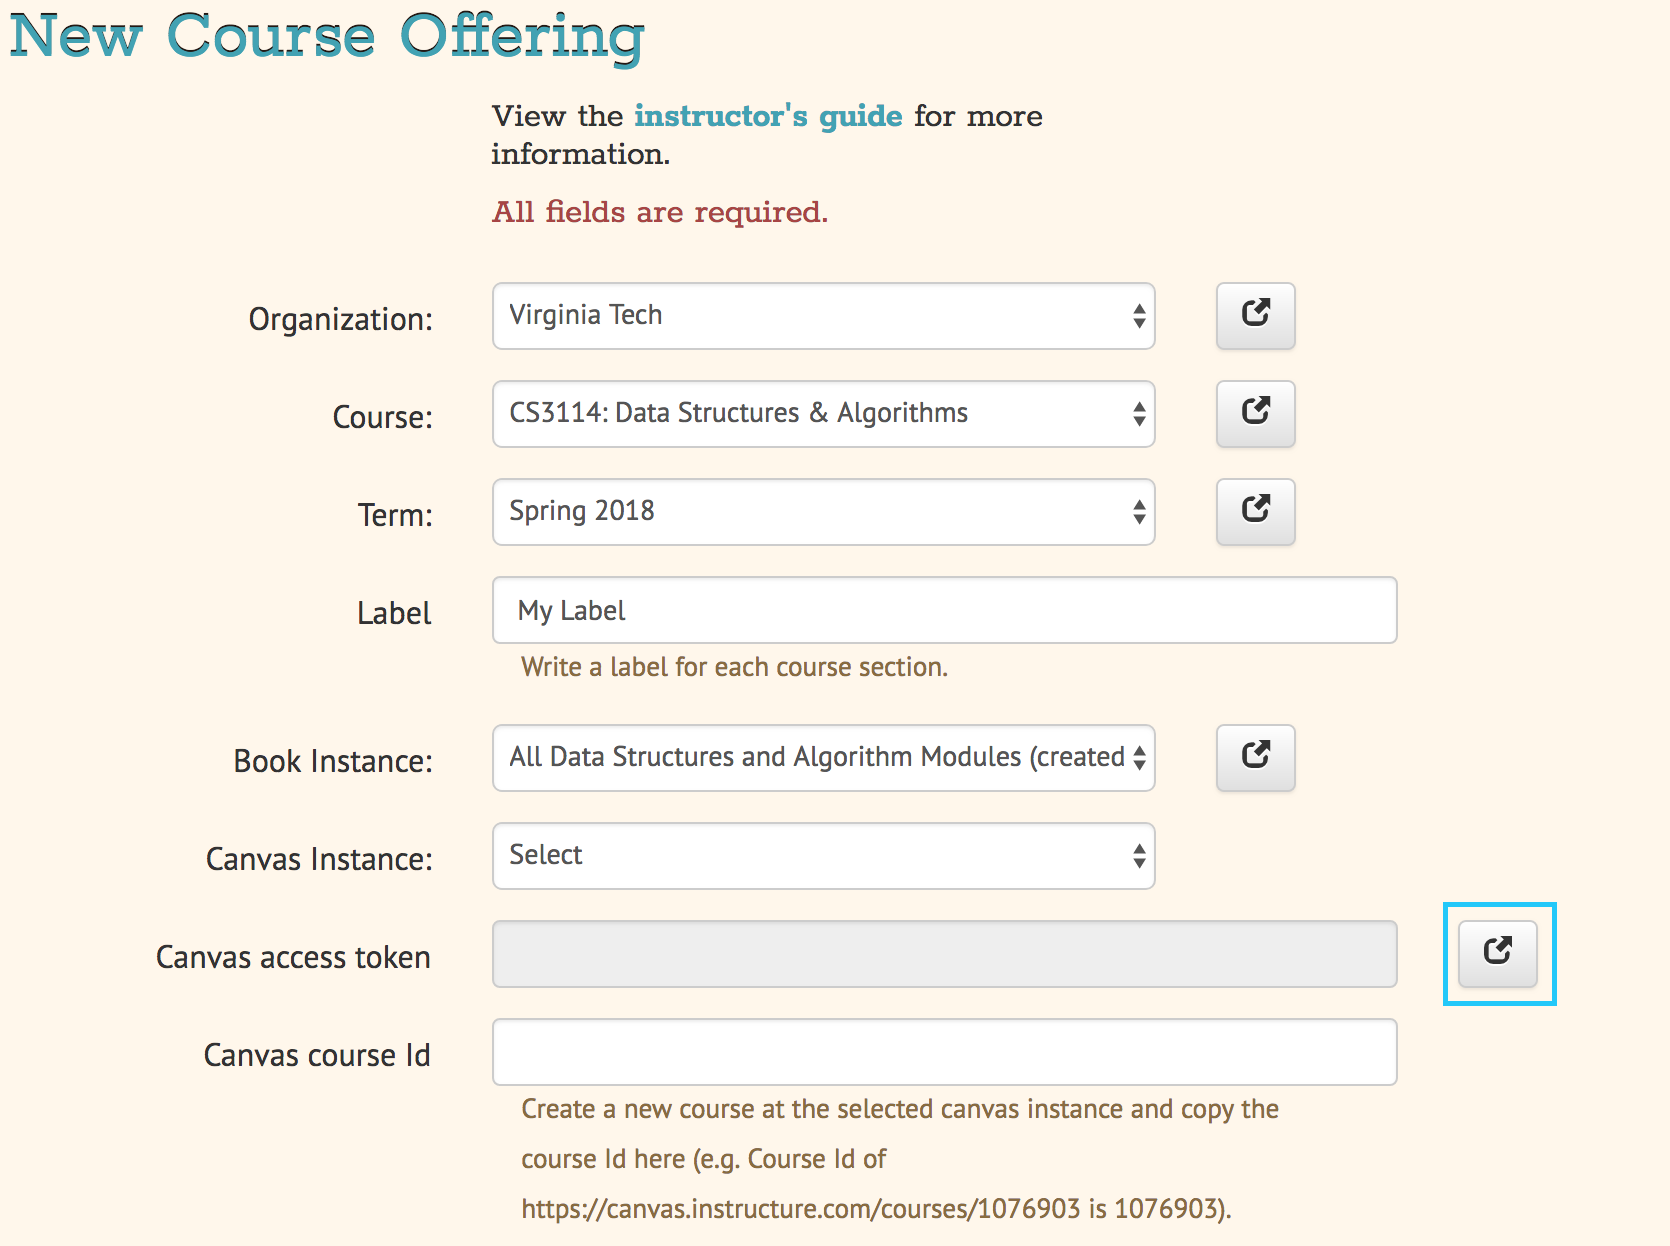 New Course Offering
View the instructor's guide for more
information.
All fields are required.
Organization: Virginia Tech
Course: CS3114: Data Structures & Algorithms
Term: Spring 2018
Label My Label
Write a label for each course section.
Book Instance: All Data Structures and Algorithm Modules (created
Canvas Instance: Select
Canvas access token
Canvas course Id
Create a new course at the selected canvas instance and copy the
course Id here (e.g. Course Id of
https://canvas.instructure.com/courses/1076903 is 1076903).